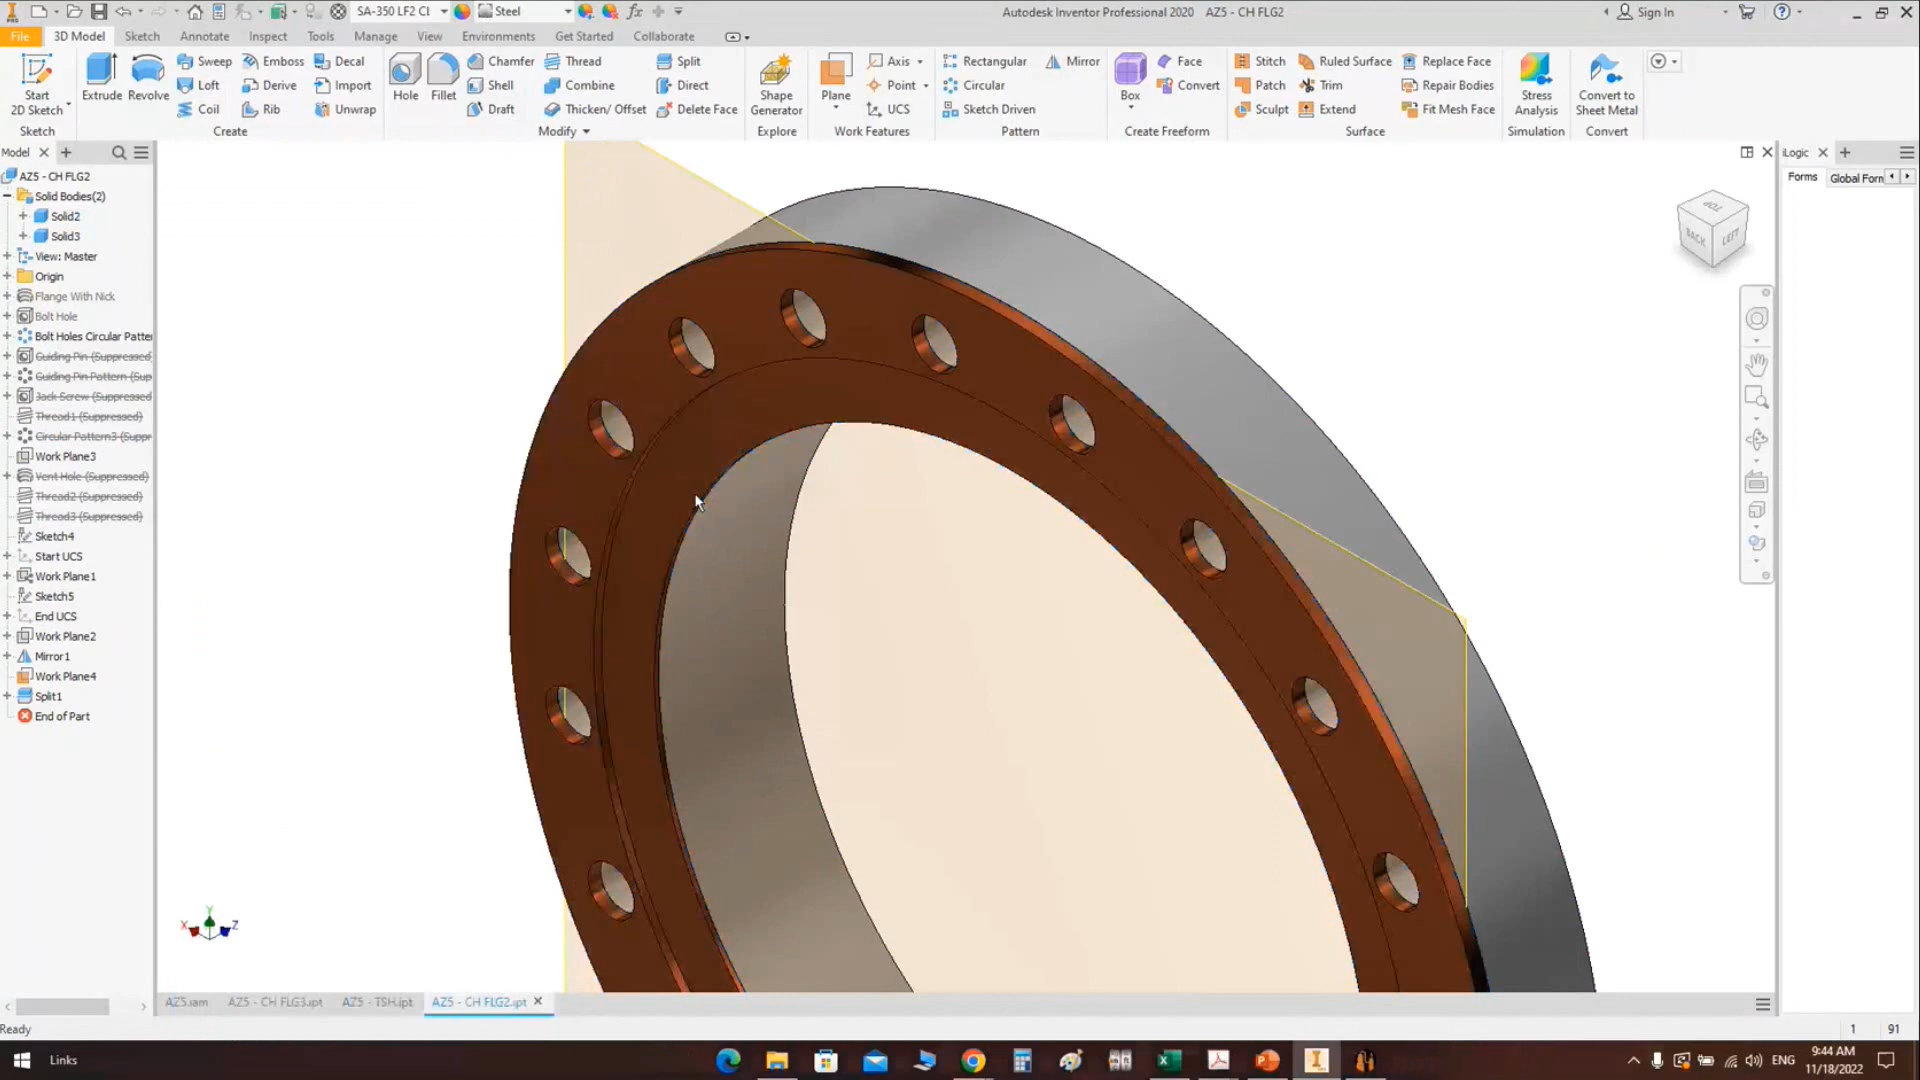 SA-350 LF2 CL
Steel
Autodesk Inventor Professional 2020 AZ5 - CH FLG2
Sign In
File 3D Model Sketch Annotate Inspect Tools Manage View Environments Get Started Collaborate
Start
2D Sketch
Sketch
Extrude
Revolve
Sweep Emboss Decal
Loft Derive Import
Coil Rib Unwrap
Create
Hole
Fillet
Chamfer Thread Split
Shell Combine Direct
Draft Thicken/ Offset Delete Face
Modify
Shape
Generator
Explore
Plane
Axis
Point
UCS
Work Features
Rectangular Mirror
Circular
Sketch Driven
Pattern
Box
Face
Convert
Create Freeform
Stitch Ruled Surface Replace Face
Patch Trim Repair Bodies
Sculpt Extend Fit Mesh Face
Surface
Stress
Analysis
Simulation
Convert to
Sheet Metal
Convert
Model
AZ5 - CH FLG2
Solid Bodies(2)
Solid2
Solid3
View: Master
Origin
Flange With Nick
Bolt Hole
Bolt Holes Circular Patter
Guiding Pin (Suppressed
Guiding Pin Pattern (Sup
Jack Screw (Suppressed
Thread1 (Suppressed)
Circular Pattern3 (Suppr
Work Plane3
Vent Hole (Suppressed)
Thread2 (Suppressed)
Thread3 (Suppressed)
Sketch4
Start UCS
Work Plane1
Sketch5
End UCS
Work Plane2
Mirror1
Work Plane4
Split1
End of Part
iLogic
Forms Global Forn
TOP
BACK
LEFT
X
Y
Z
AZ5.iam AZ5 - CH FLG3.ipt AZ5 - TSH.ipt AZ5 - CH FLG2.ipt
Ready
1 91
Links
ENG
9:44 AM
11/18/2022